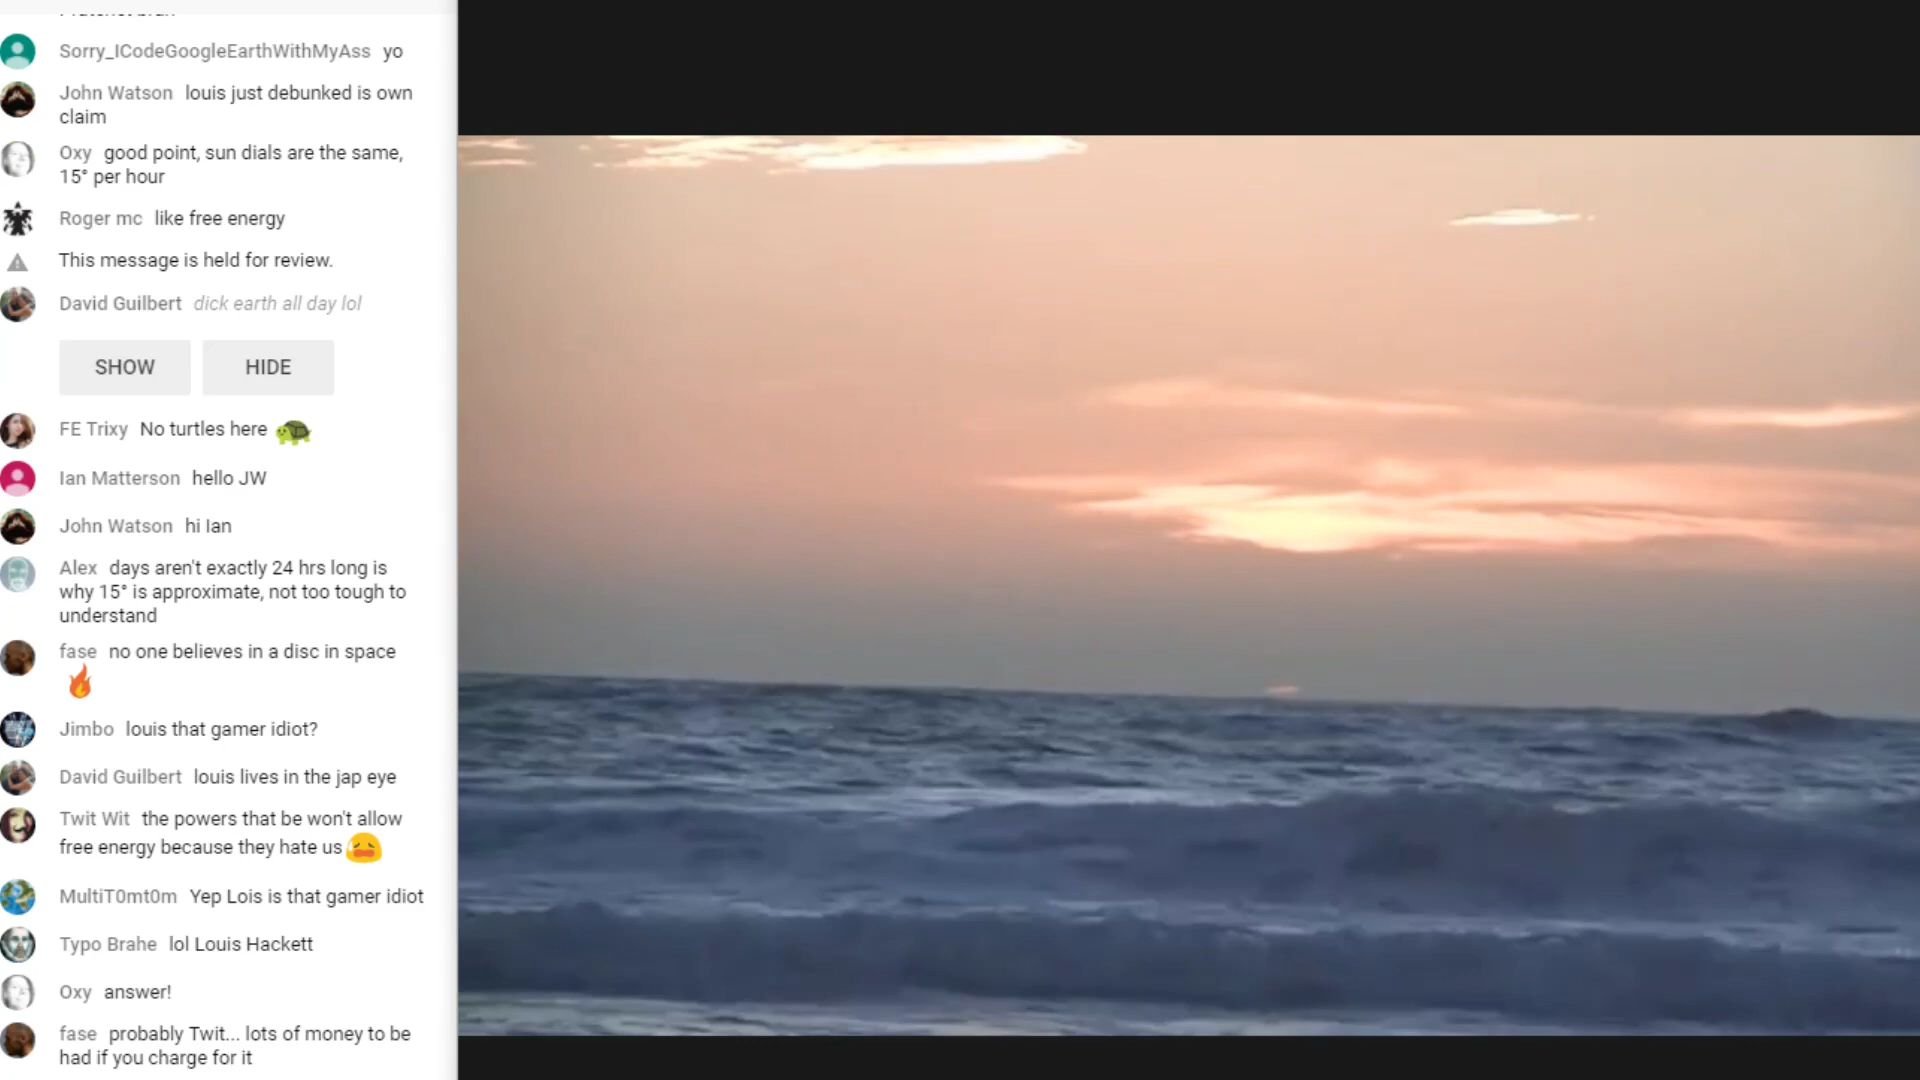 Sorry_ICodeGoogleEarthWithMyAss yo
John Watson louis just debunked is own
claim
Oxy good point, sun dials are the same,
15° per hour
Roger mc like free energy
This message is held for review.
David Guilbert dick earth all day lol
SHOW HIDE
FE Trixy No turtles here
Ian Matterson hello JW
John Watson hi Ian
Alex days aren't exactly 24 hrs long is
why 15° is approximate, not too tough to
understand
fase no one believes in a disc in space
Jimbo louis that gamer idiot?
David Guilbert louis lives in the jap eye
Twit Wit the powers that be won't allow
free energy because they hate us
MultiT0mt0m Yep Lois is that gamer idiot
Typo Brahe lol Louis Hackett
Oxy answer!
fase probably Twit... lots of money to be
had if you charge for it